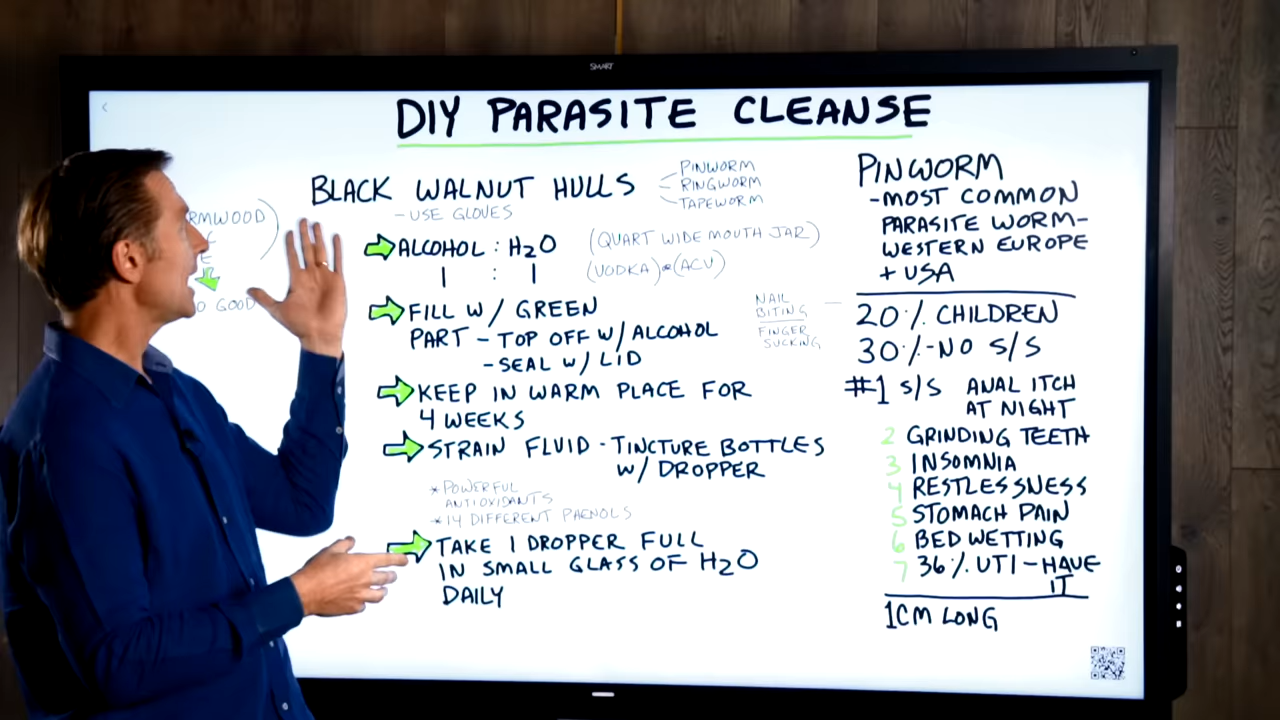 SMART
DIY PARASITE CLEANSE
BLACK WALNUT HULLS
- USE GLOVES
PINWORM
RINGWORM
TAPEWORM
RMWOOD
O GOOD
ALCOHOL : H2O
1 : 1
(QUART WIDE MOUTH JAR)
(VODKA) OR (ACV)
FILL W/ GREEN
PART - TOP OFF W/ ALCOHOL
- SEAL W/ LID
KEEP IN WARM PLACE FOR
4 WEEKS
STRAIN FLUID - TINCTURE BOTTLES
W/ DROPPER
* POWERFUL
ANTIOXIDANTS
* 14 DIFFERENT PHENOLS
TAKE 1 DROPPER FULL
IN SMALL GLASS OF H2O
DAILY
NAIL
BITING
FINGER
SUCKING
PINWORM
- MOST COMMON
PARASITE WORM -
WESTERN EUROPE
+ USA
20% CHILDREN
30% - NO S/S
#1 S/S ANAL ITCH
AT NIGHT
2 GRINDING TEETH
3 INSOMNIA
4 RESTLESSNESS
5 STOMACH PAIN
6 BED WETTING
7 36% UTI - HAVE
IT
1CM LONG